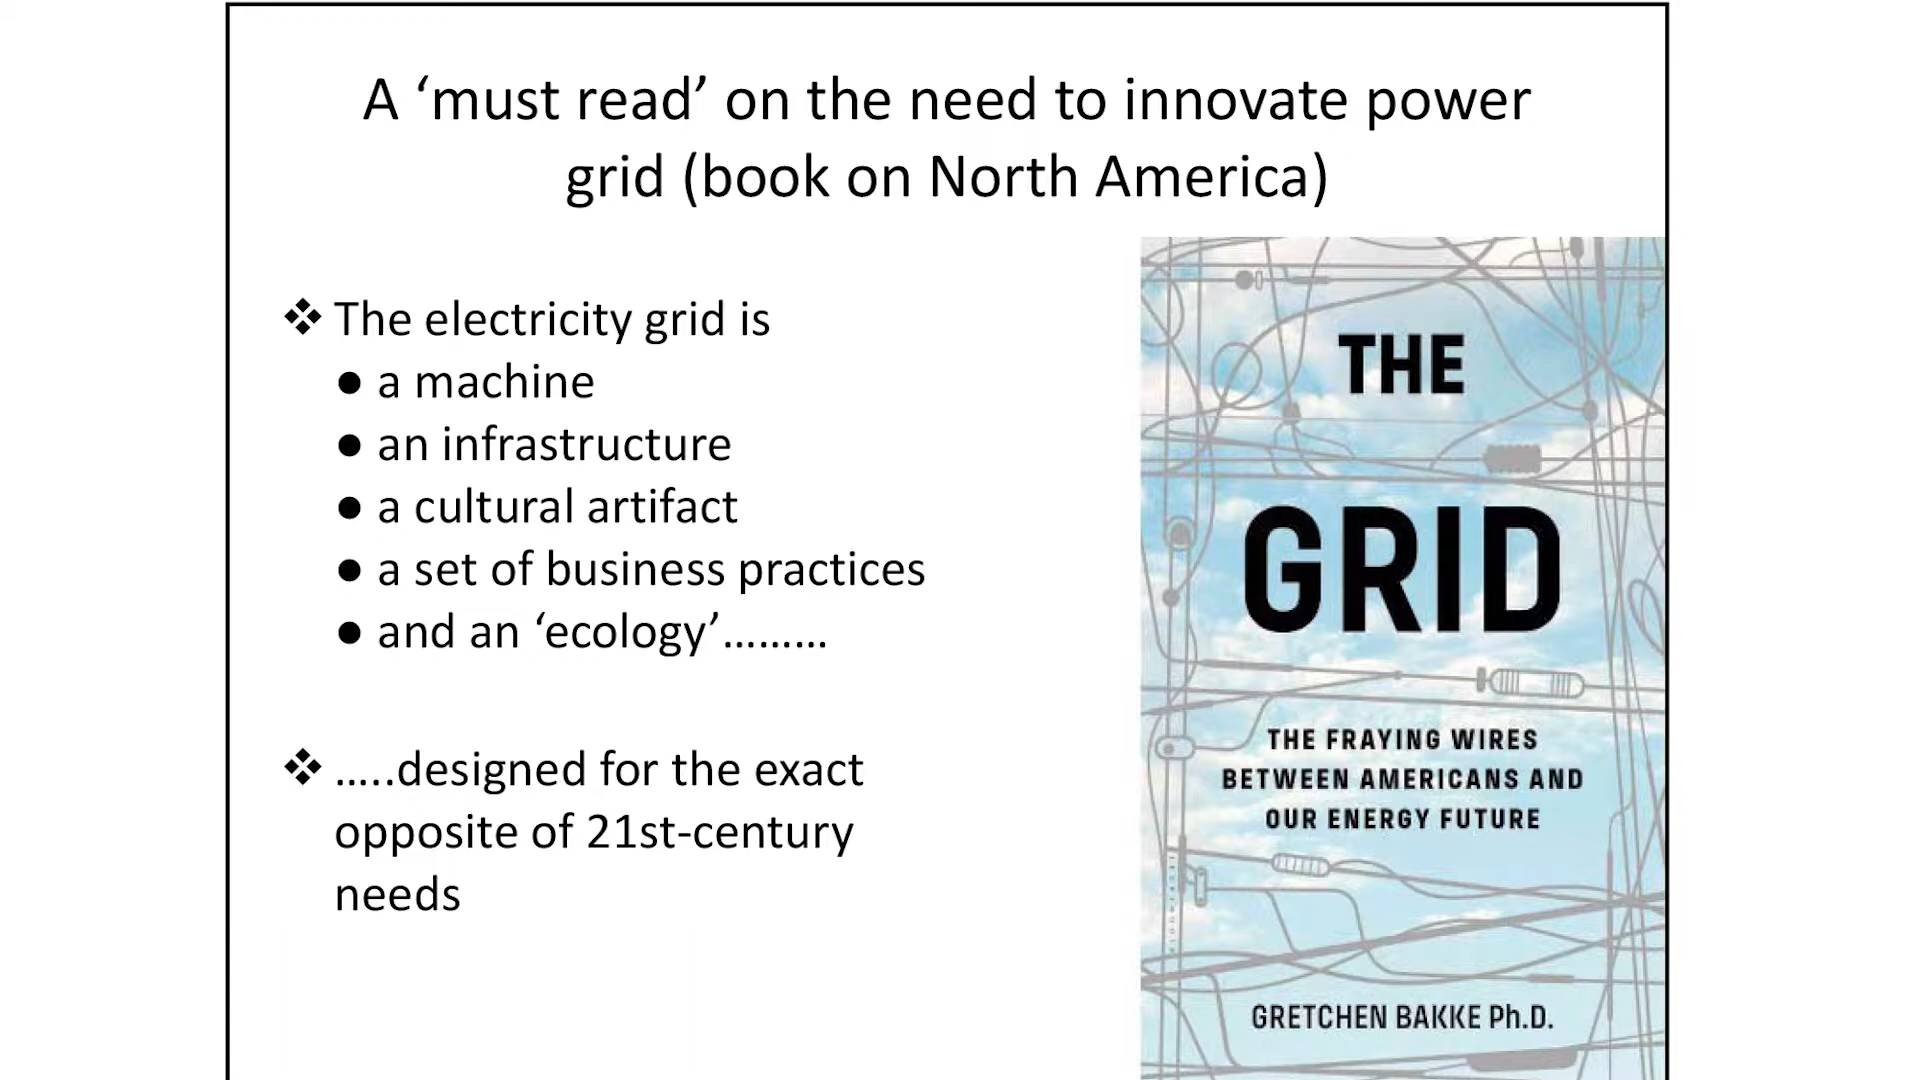 A ‘must read’ on the need to innovate power
grid (book on North America)
❖ The electricity grid is
● a machine
● an infrastructure
● a cultural artifact
● a set of business practices
● and an ‘ecology’.........
❖ .....designed for the exact
opposite of 21st-century
needs
THE
GRID
THE FRAYING WIRES
BETWEEN AMERICANS AND
OUR ENERGY FUTURE
GRETCHEN BAKKE Ph.D.